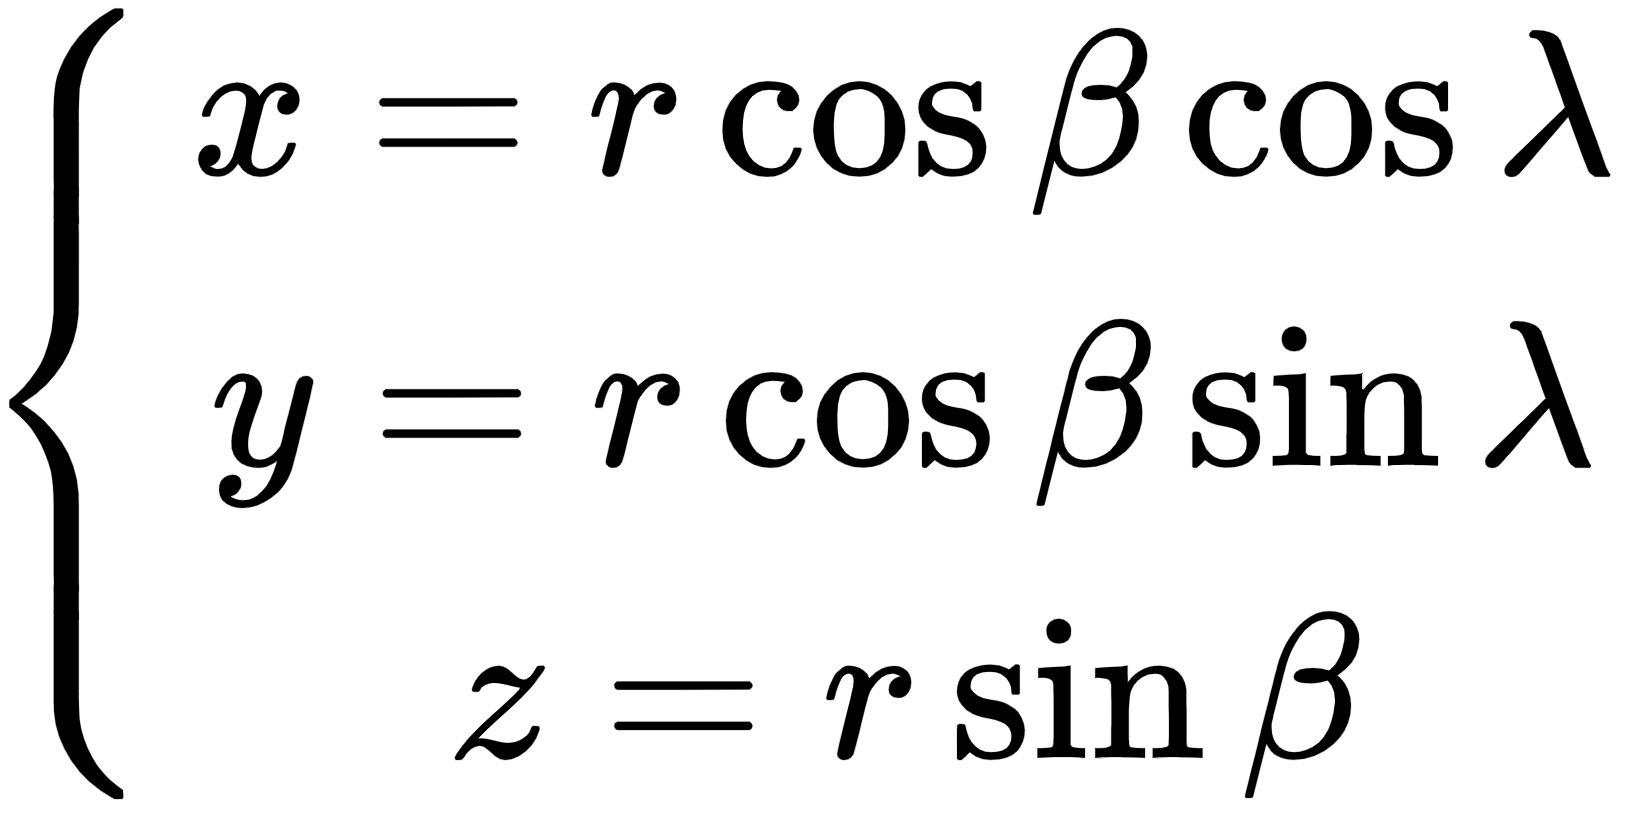 x = r cos β cos λ
y = r cos β sin λ
z = r sin β